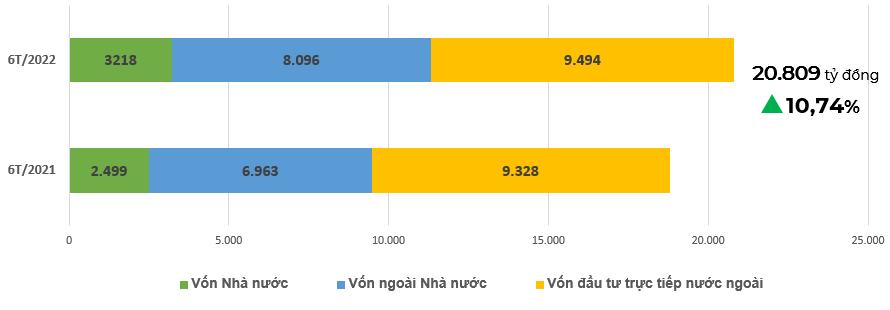 6T/2022
3218
8.096
9.494
20.809 tỷ đồng
10,74%
6T/2021
2.499
6.963
9.328
0
5.000
10.000
15.000
20.000
25.000
Vốn Nhà nước
Vốn ngoài Nhà nước
Vốn đầu tư trực tiếp nước ngoài